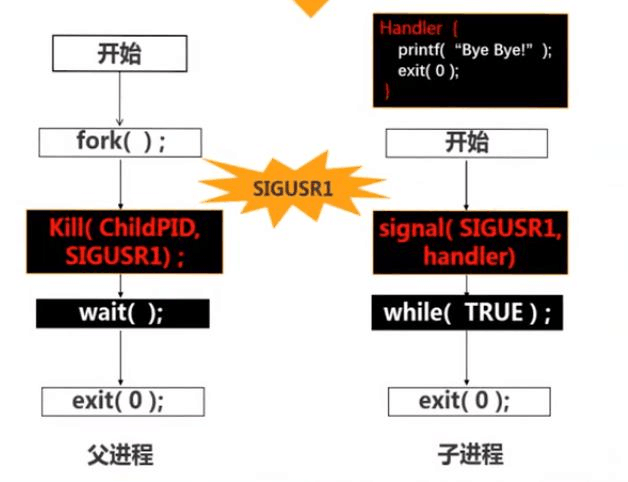 Handler {
printf( “Bye Bye!” );
exit( 0 );
}
开始
fork( ) ;
SIGUSR1
Kill( ChildPID,
SIGUSR1) ;
wait( );
exit( 0 );
父进程
开始
signal( SIGUSR1,
handler)
while( TRUE ) ;
exit( 0 );
子进程